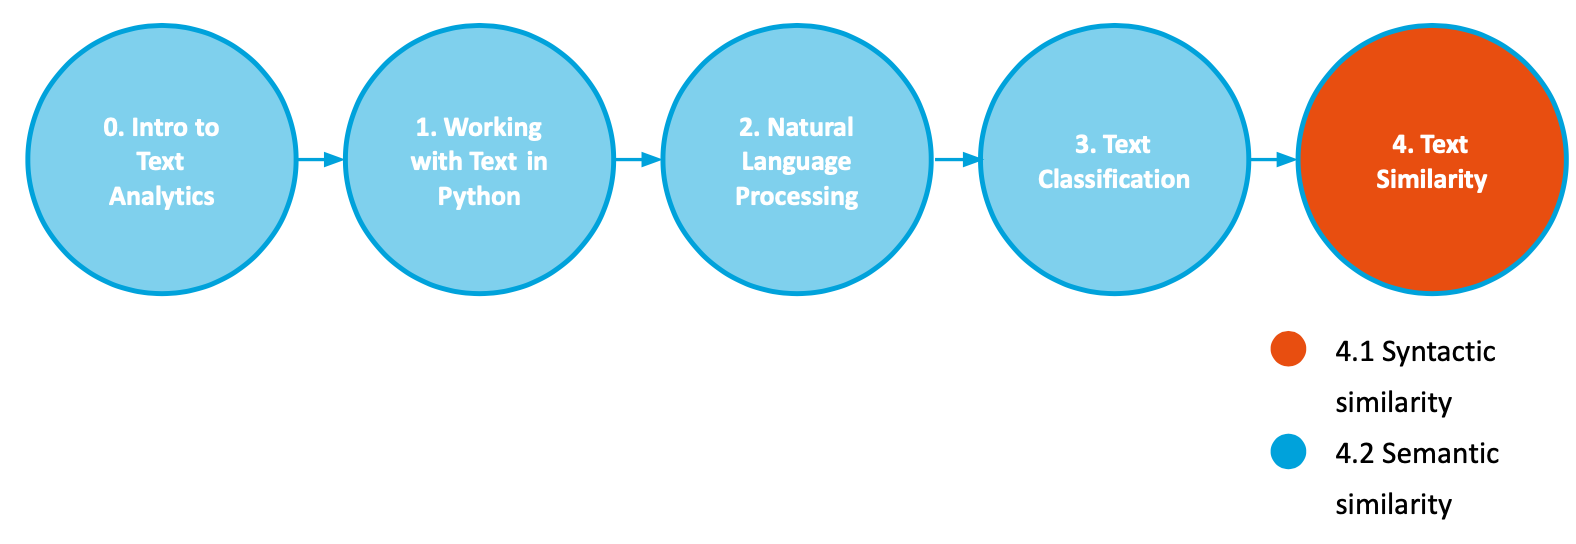 0. Intro to
Text
Analytics
1. Working
with Text in
Python
2. Natural
Language
Processing
3. Text
Classification
4. Text
Similarity
4.1 Syntactic
similarity
4.2 Semantic
similarity